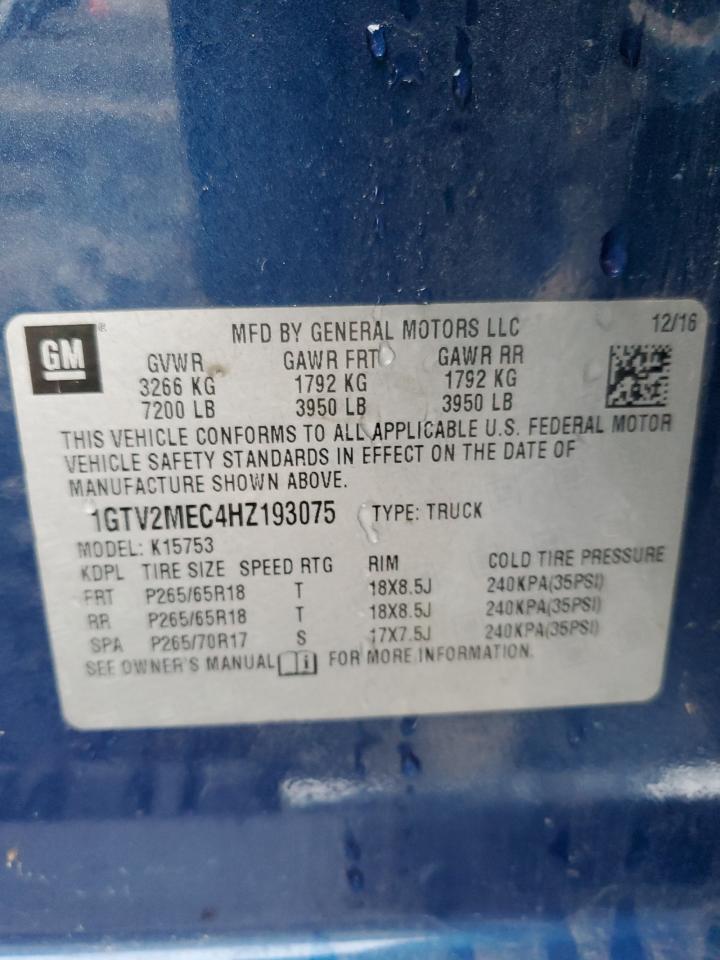 GM ®
MFD BY GENERAL MOTORS LLC 12/16
GVWR GAWR FRT GAWR RR
3266 KG 1792 KG 1792 KG
7200 LB 3950 LB 3950 LB
THIS VEHICLE CONFORMS TO ALL APPLICABLE U.S. FEDERAL MOTOR
VEHICLE SAFETY STANDARDS IN EFFECT ON THE DATE OF
MANUFACTURE SHOWN ABOVE.
1GTV2MEC4HZ193075 TYPE: TRUCK
MODEL: K15753
KDPL TIRE SIZE SPEED RTG RIM COLD TIRE PRESSURE
FRT P265/65R18 T 18X8.5J 240KPA(35PSI)
RR P265/65R18 T 18X8.5J 240KPA(35PSI)
SPA P265/70R17 S 17X7.5J 240KPA(35PSI)
SEE OWNER'S MANUAL i FOR MORE INFORMATION.